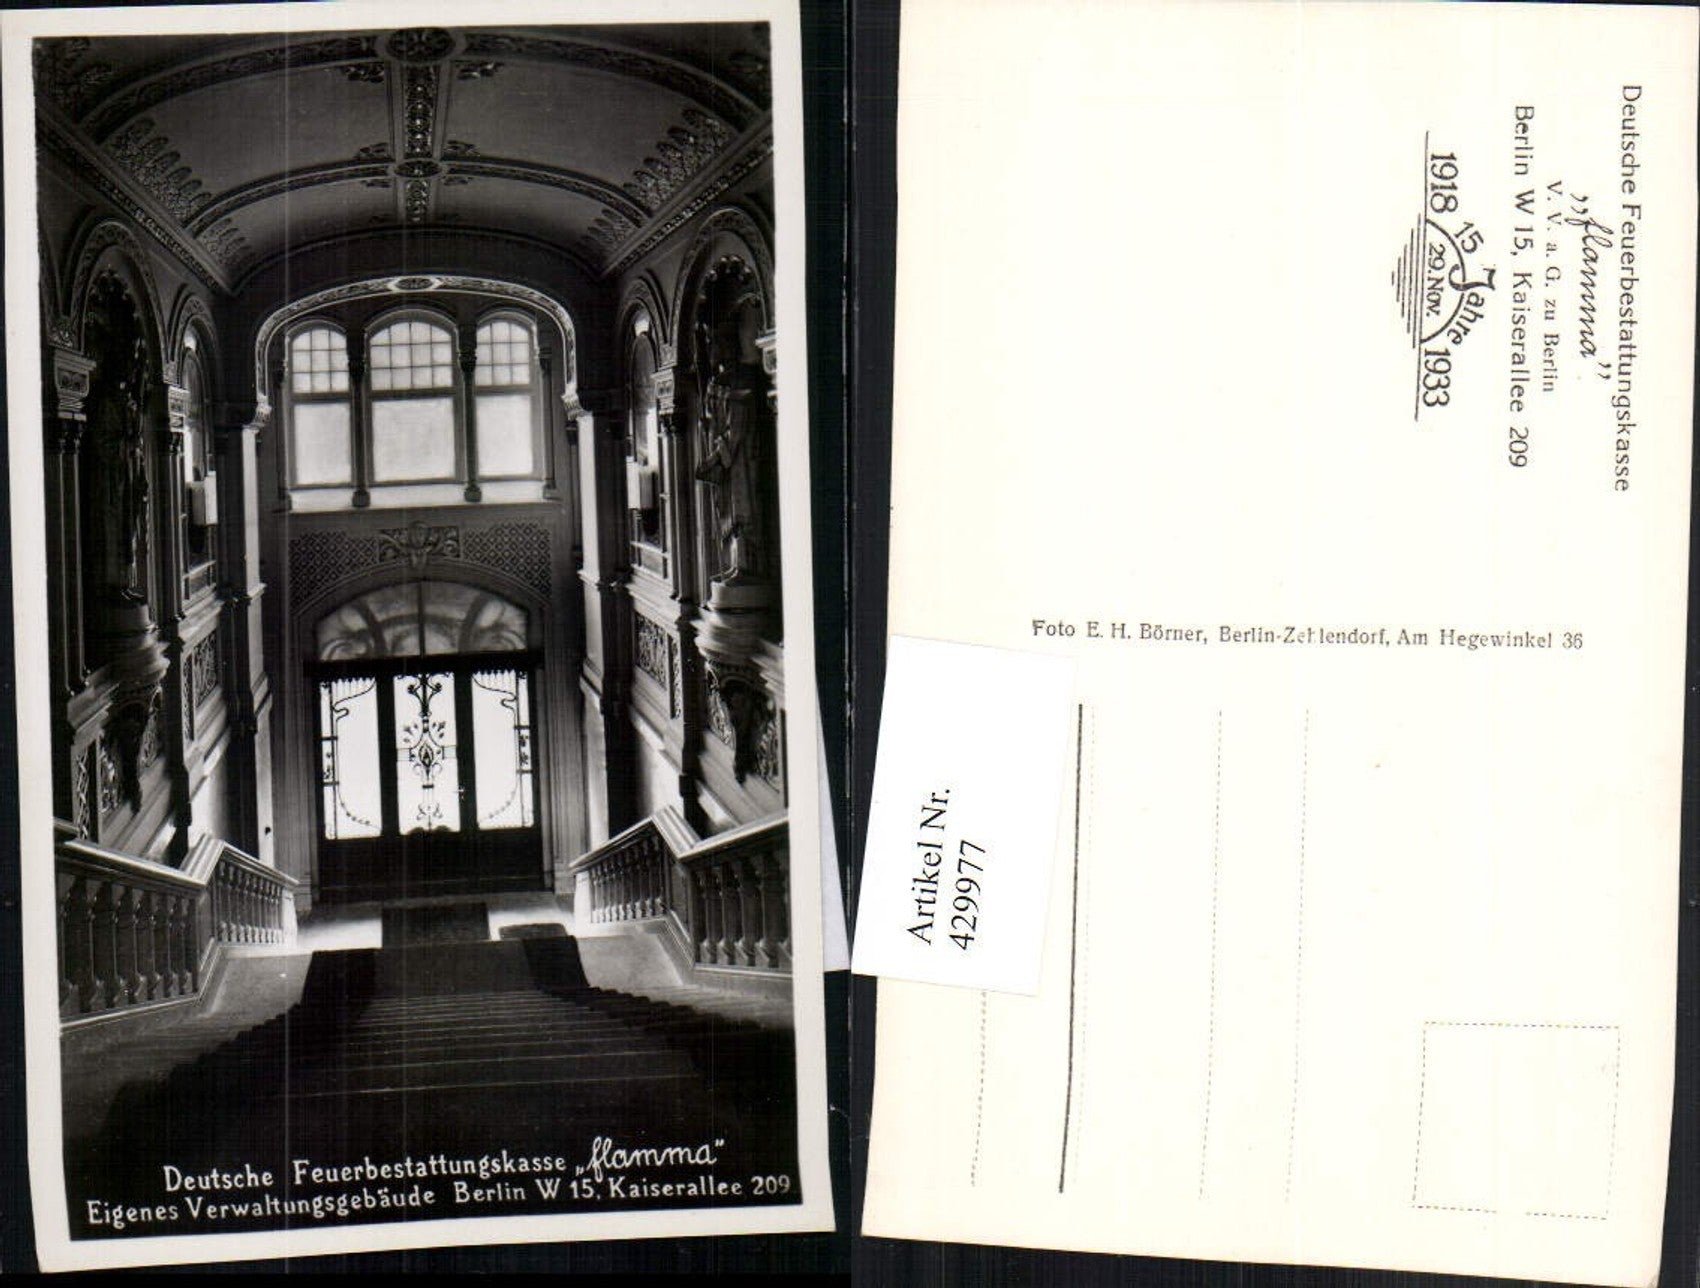 Deutsche Feuerbestattungskasse „flamma"
Eigenes Verwaltungsgebäude Berlin W 15, Kaiserallee 209
Deutsche Feuerbestattungskasse
„flamma”
V. V. a. G. zu Berlin
Berlin W 15, Kaiserallee 209
15 Jahre
1918 29. Nov. 1933
Foto E. H. Börner, Berlin-Zehlendorf, Am Hegewinkel 36
Artikel Nr.
429977